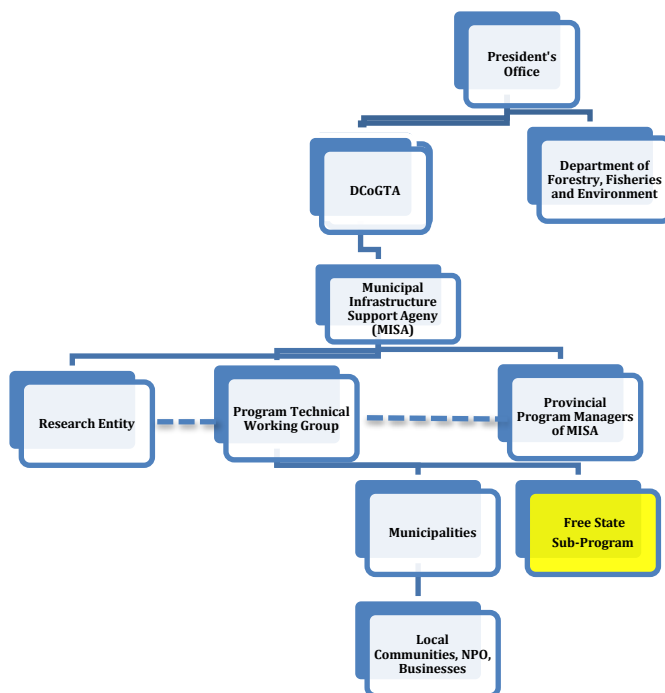 President's
Office
DCoGTA
Department of
Forestry, Fisheries
and Environment
Municipal
Infrastructure
Support Ageny
(MISA)
Research Entity
Program Technical
Working Group
Provincial
Program Managers
of MISA
Municipalities
Free State
Sub-Program
Local
Communities, NPO,
Businesses